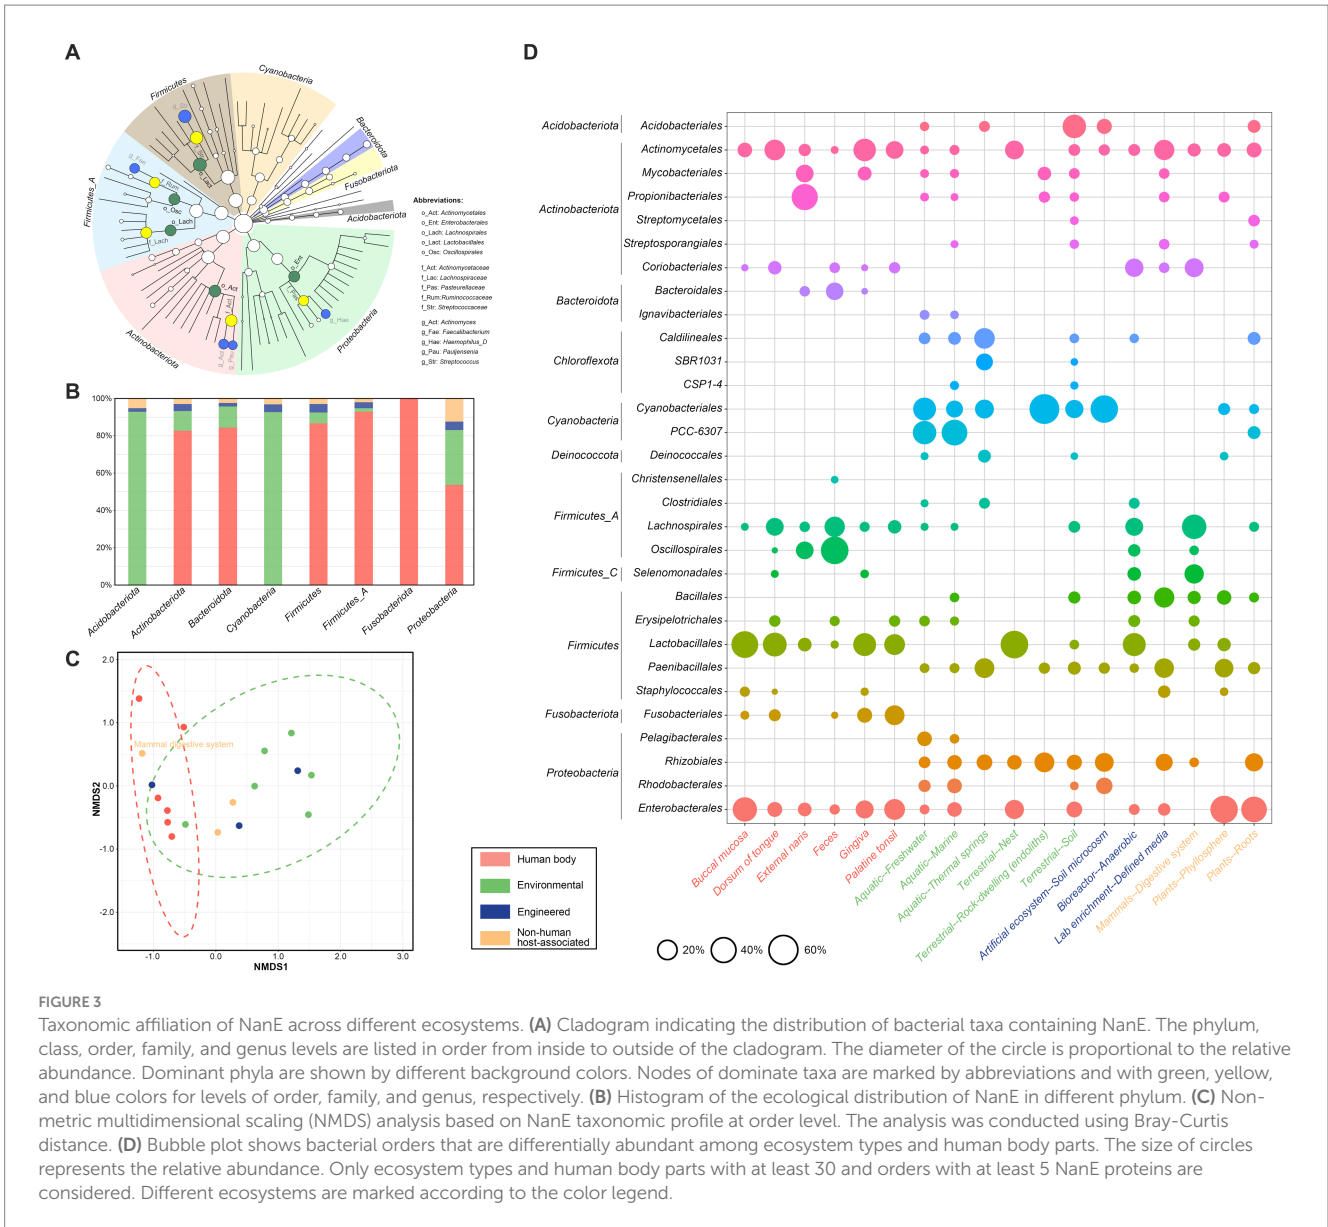 A
Firmicutes
Cyanobacteria
Bacteroidota
Fusobacteriota
Acidobacteriota
Proteobacteria
Actinobacteriota
Firmicutes_A
g_Str
o_Lact
g_Fae
f_Rum
o_Osc
o_Lach
f_Lach
o_Act
f_Act
g_Act
g_Pau
o_Ent
f_Pas
g_Hae
Abbreviations:
o_Act: Actinomycetales
o_Ent: Enterobacterales
o_Lach: Lachnospirales
o_Lact: Lactobacillales
o_Osc: Oscillospirales
f_Act: Actinomycetaceae
f_Lac: Lachnospiraceae
f_Pas: Pasteurellaceae
f_Rum:Ruminococcaceae
f_Str: Streptococcaceae
g_Act: Actinomyces
g_Fae: Faecalibacterium
g_Hae: Haemophilus_D
g_Pau: Pauljensenia
g_Str: Streptococcus
B
100%
80%
60%
40%
20%
0%
Acidobacteriota
Actinobacteriota
Bacteroidota
Cyanobacteria
Firmicutes
Firmicutes_A
Fusobacteriota
Proteobacteria
C
2.0
1.0
0.0
-1.0
-2.0
NMDS2
Mammal digestive system
-1.0 0.0 1.0 2.0 3.0
NMDS1
Human body
Environmental
Engineered
Non-human
host-associated
D
Acidobacteriota Acidobacteriales
Actinomycetales
Mycobacteriales
Actinobacteriota Propionibacteriales
Streptomycetales
Streptosporangiales
Coriobacteriales
Bacteroidota Bacteroidales
Ignavibacteriales
Caldilineales
Chloroflexota SBR1031
CSP1-4
Cyanobacteria Cyanobacteriales
PCC-6307
Deinococcota Deinococcales
Christensenellales
Firmicutes_A Clostridiales
Lachnospirales
Oscillospirales
Firmicutes_C Selenomonadales
Bacillales
Erysipelotrichales
Firmicutes Lactobacillales
Paenibacillales
Staphylococcales
Fusobacteriota Fusobacteriales
Pelagibacterales
Proteobacteria Rhizobiales
Rhodobacterales
Enterobacterales
Buccal mucosa
Dorsum of tongue
External naris
Feces
Gingiva
Palatine tonsil
Aquatic–Freshwater
Aquatic–Marine
Aquatic–Thermal springs
Terrestrial–Nest
Terrestrial–Rock-dwelling (endoliths)
Terrestrial–Soil
Artificial ecosystem–Soil microcosm
Bioreactor–Anaerobic
Lab enrichment–Defined media
Mammals–Digestive system
Plants–Phyllosphere
Plants–Roots
20% 40% 60%
FIGURE 3
Taxonomic affiliation of NanE across different ecosystems. (A) Cladogram indicating the distribution of bacterial taxa containing NanE. The phylum,
class, order, family, and genus levels are listed in order from inside to outside of the cladogram. The diameter of the circle is proportional to the relative
abundance. Dominant phyla are shown by different background colors. Nodes of dominate taxa are marked by abbreviations and with green, yellow,
and blue colors for levels of order, family, and genus, respectively. (B) Histogram of the ecological distribution of NanE in different phylum. (C) Non-
metric multidimensional scaling (NMDS) analysis based on NanE taxonomic profile at order level. The analysis was conducted using Bray-Curtis
distance. (D) Bubble plot shows bacterial orders that are differentially abundant among ecosystem types and human body parts. The size of circles
represents the relative abundance. Only ecosystem types and human body parts with at least 30 and orders with at least 5 NanE proteins are
considered. Different ecosystems are marked according to the color legend.